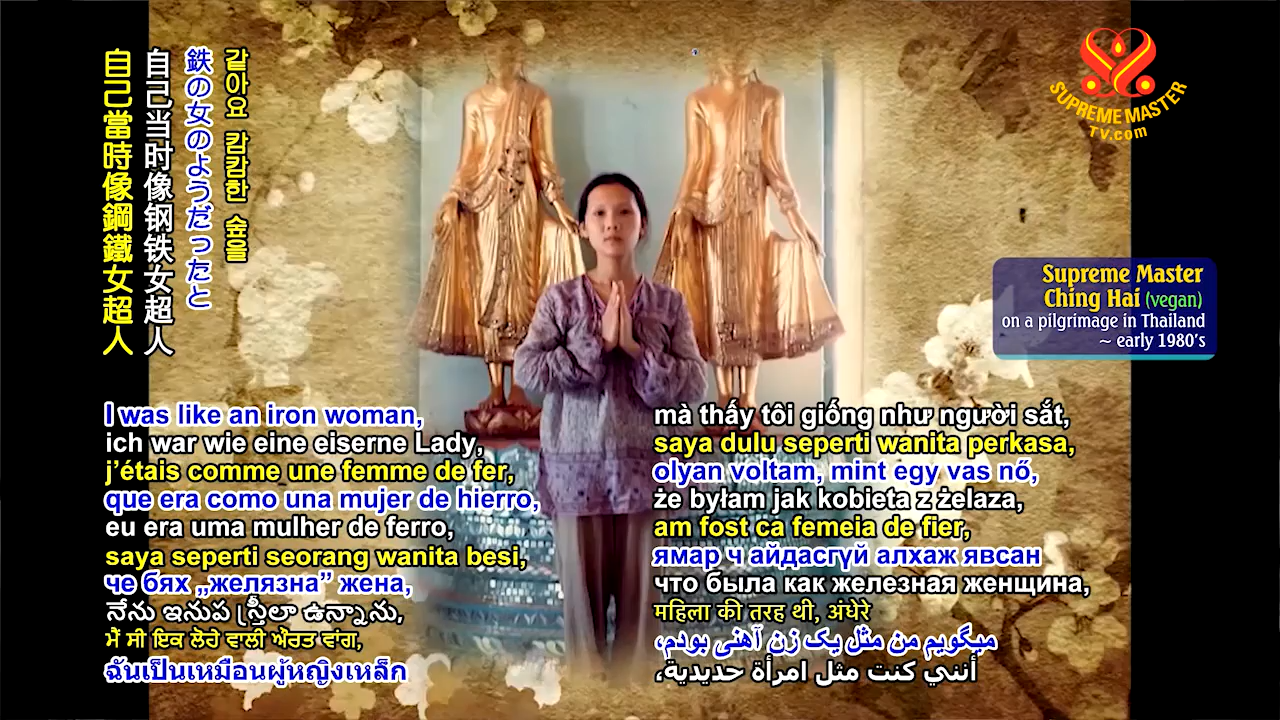 自己當時像鋼鐵女超人
自己当时像钢铁女超人
鉄の女のようだったと
같아요 캄캄한 숲을
SUPREME MASTER
TV.com
Supreme Master
Ching Hai (vegan)
on a pilgrimage in Thailand
~ early 1980's
I was like an iron woman,
ich war wie eine eiserne Lady,
j'étais comme une femme de fer,
que era como una mujer de hierro,
eu era uma mulher de ferro,
saya seperti seorang wanita besi,
че бях „желязна” жена,
నేను ఇనుప స్త్రీలా ఉన్నాను,
ਮੈਂ ਸੀ ਇਕ ਲੋਹੇ ਵਾਲੀ ਔਰਤ ਵਾਂਗ,
ฉันเป็นเหมือนผู้หญิงเหล็ก
mà thấy tôi giống như người sắt,
saya dulu seperti wanita perkasa,
olyan voltam, mint egy vas nő,
że byłam jak kobieta z żelaza,
am fost ca femeia de fier,
ямар ч айдасгүй алхаж явсан
что была как железная женщина,
महिला की तरह थी, अंधेरे
میگویم من مثل یک زن آهنی بودم،
أنني كنت مثل امرأة حديدية،